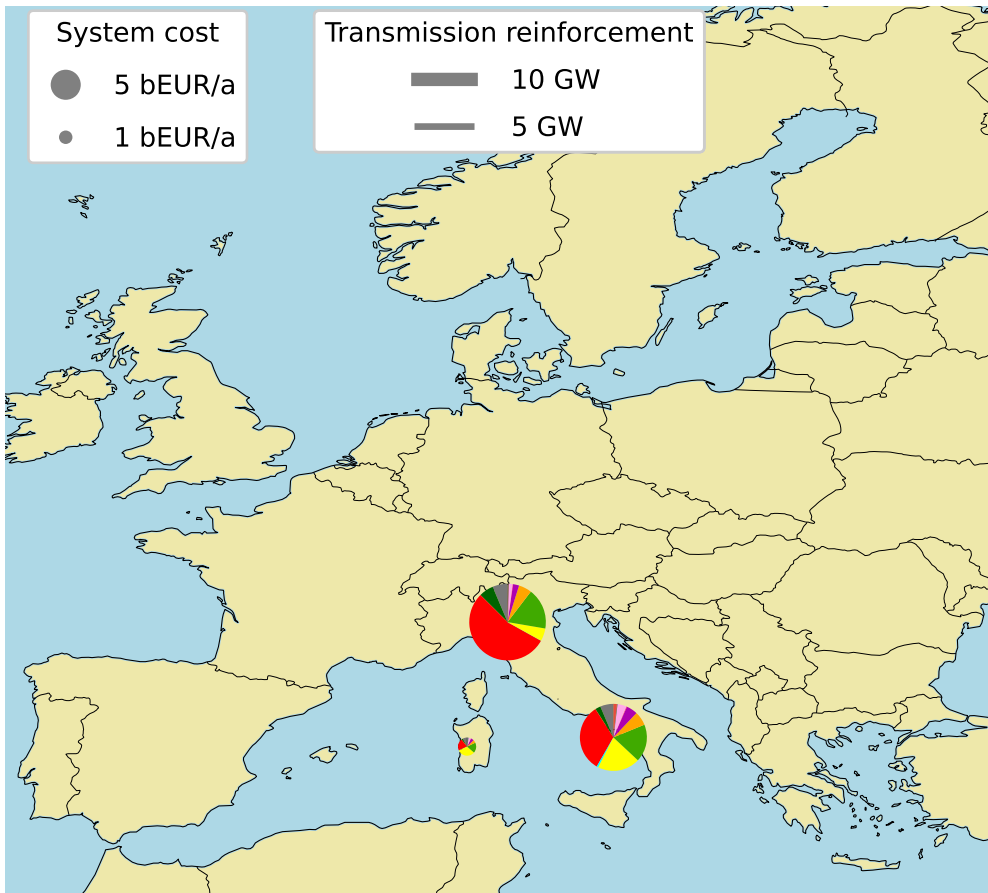 System cost
5 bEUR/a
1 bEUR/a
Transmission reinforcement
10 GW
5 GW